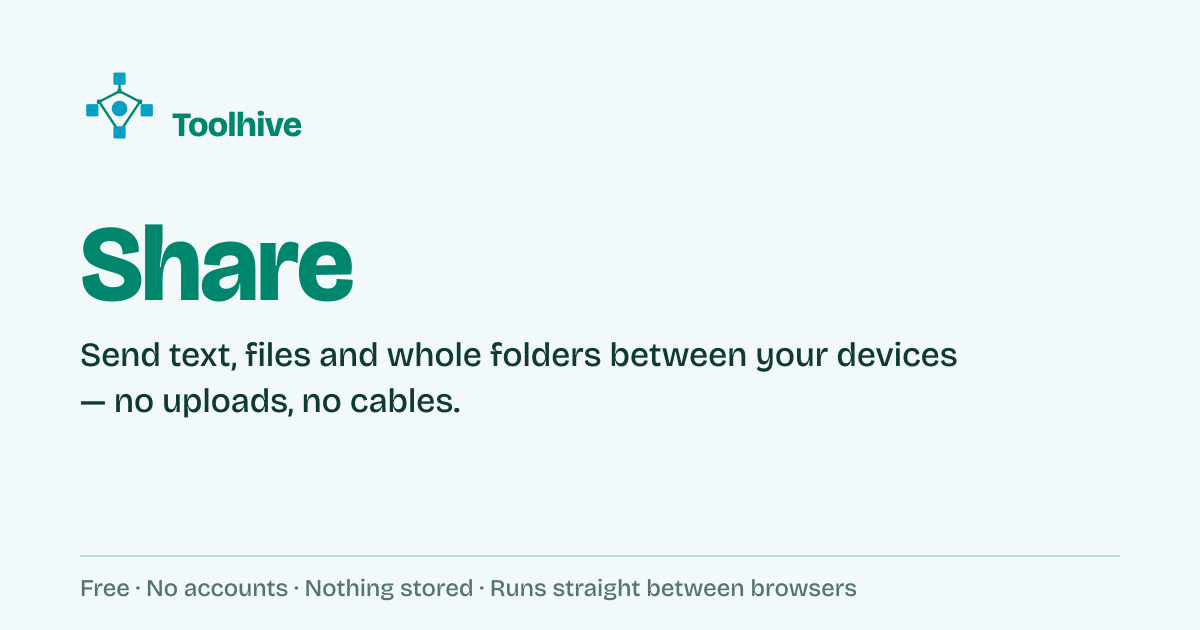 Toolhive
Share
Send text, files and whole folders between your devices
— no uploads, no cables.
Free · No accounts · Nothing stored · Runs straight between browsers